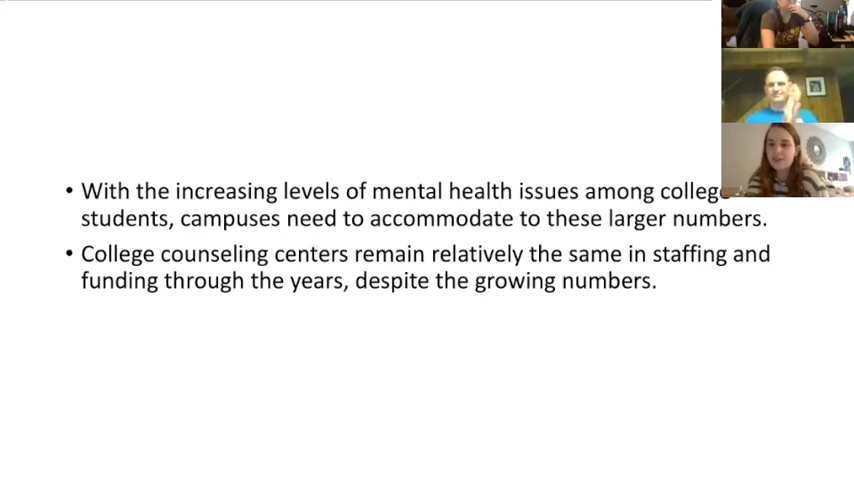 • With the increasing levels of mental health issues among college
students, campuses need to accommodate to these larger numbers.
• College counseling centers remain relatively the same in staffing and
funding through the years, despite the growing numbers.